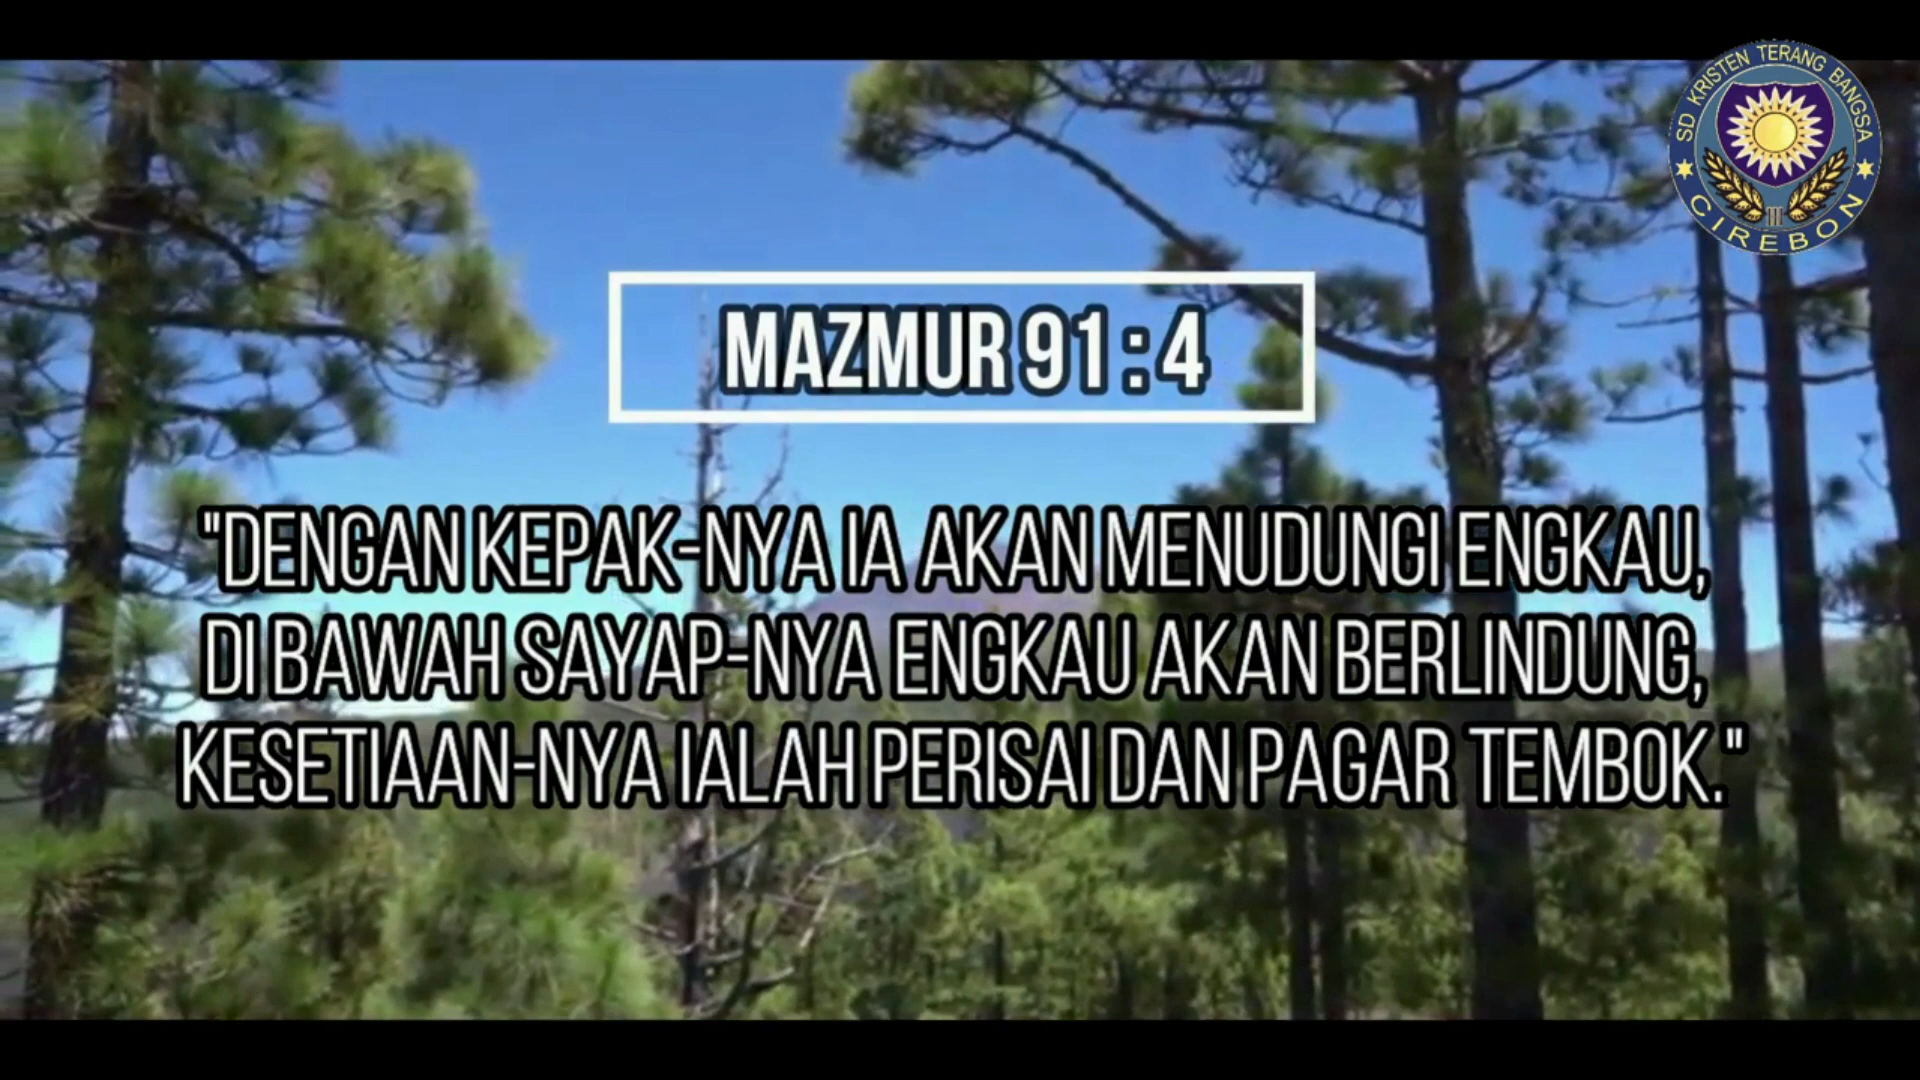 SD KRISTEN TERANG BANGSA
CIREBON
MAZMUR 91 : 4
"DENGAN KEPAK-NYA IA AKAN MENUDUNGI ENGKAU,
DI BAWAH SAYAP-NYA ENGKAU AKAN BERLINDUNG,
KESETIAAN-NYA IALAH PERISAI DAN PAGAR TEMBOK."